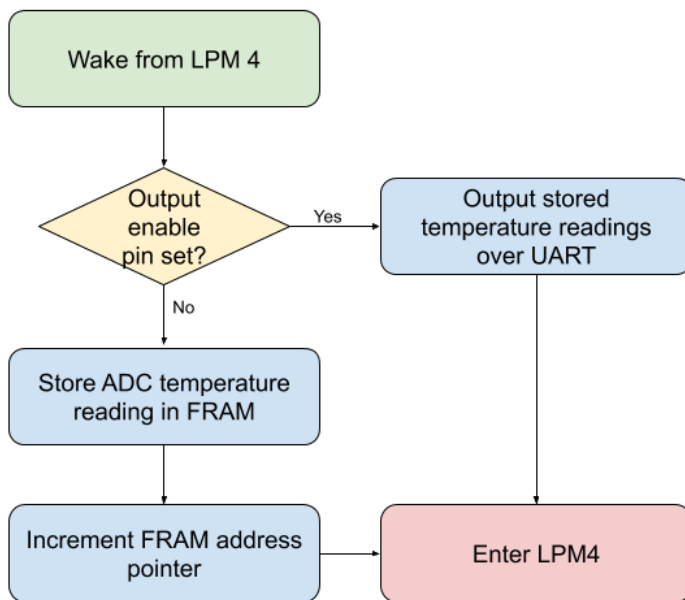 Wake from LPM 4
Output
enable
pin set?
Yes
Output stored
temperature readings
over UART
No
Store ADC temperature
reading in FRAM
Increment FRAM address
pointer
Enter LPM4